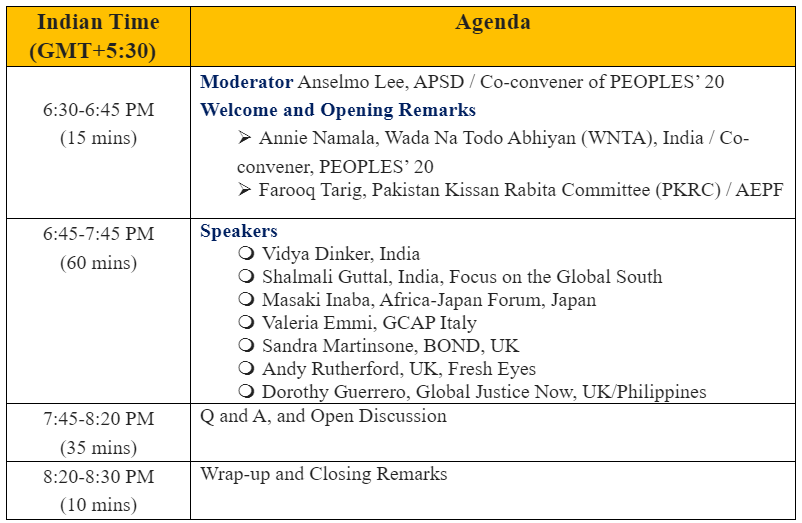 Indian Time
(GMT+5:30)
Agenda
6:30-6:45 PM
(15 mins)
Moderator Anselmo Lee, APSD / Co-convener of PEOPLES’ 20
Welcome and Opening Remarks
➢ Annie Namala, Wada Na Todo Abhiyan (WNTA), India / Co-
convener, PEOPLES’ 20
➢ Farooq Tarig, Pakistan Kissan Rabita Committee (PKRC) / AEPF
6:45-7:45 PM
(60 mins)
Speakers
❍ Vidya Dinker, India
❍ Shalmali Guttal, India, Focus on the Global South
❍ Masaki Inaba, Africa-Japan Forum, Japan
❍ Valeria Emmi, GCAP Italy
❍ Sandra Martinsone, BOND, UK
❍ Andy Rutherford, UK, Fresh Eyes
❍ Dorothy Guerrero, Global Justice Now, UK/Philippines
7:45-8:20 PM
(35 mins)
Q and A, and Open Discussion
8:20-8:30 PM
(10 mins)
Wrap-up and Closing Remarks